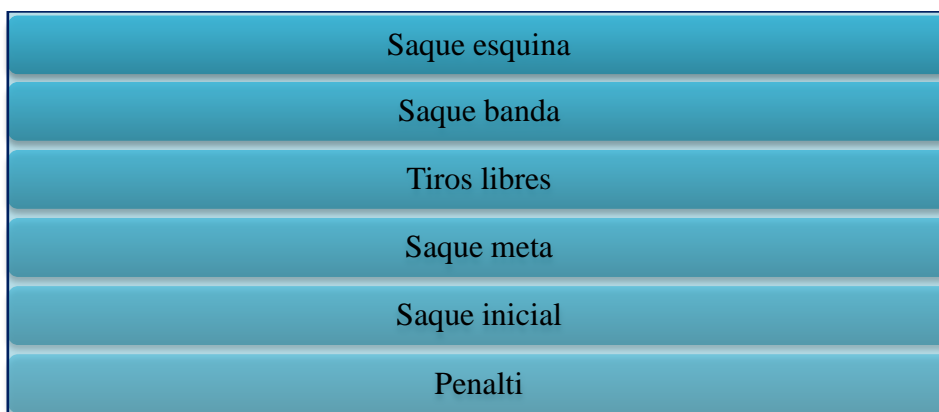 Saque esquina
Saque banda
Tiros libres
Saque meta
Saque inicial
Penalti